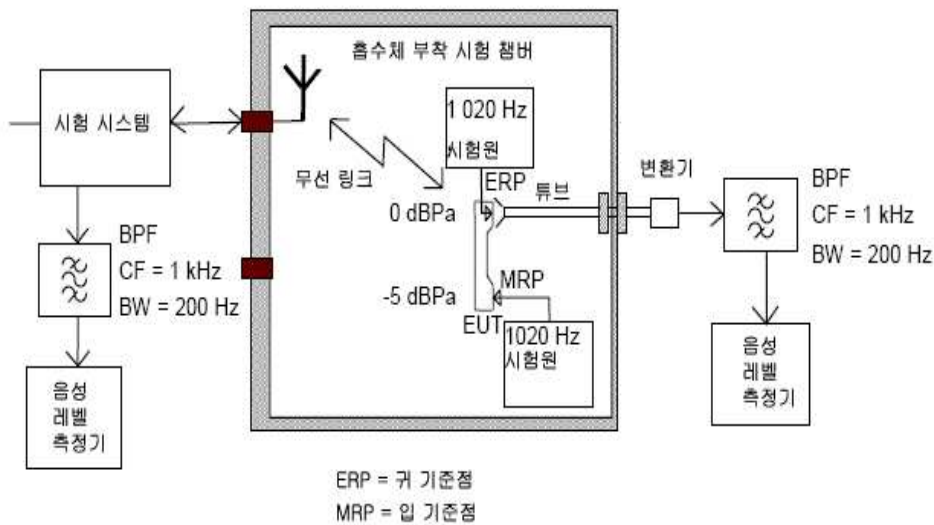 흡수체 부착 시험 챔버
시험 시스템
1 020 Hz
시험원
무선 링크
ERP
튜브
변환기
0 dBPa
BPF
CF = 1 kHz
BW = 200 Hz
BPF
CF = 1 kHz
BW = 200 Hz
MRP
-5 dBPa
EUT
1020 Hz
시험원
음성
레벨
측정기
음성
레벨
측정기
ERP = 귀 기준점
MRP = 입 기준점